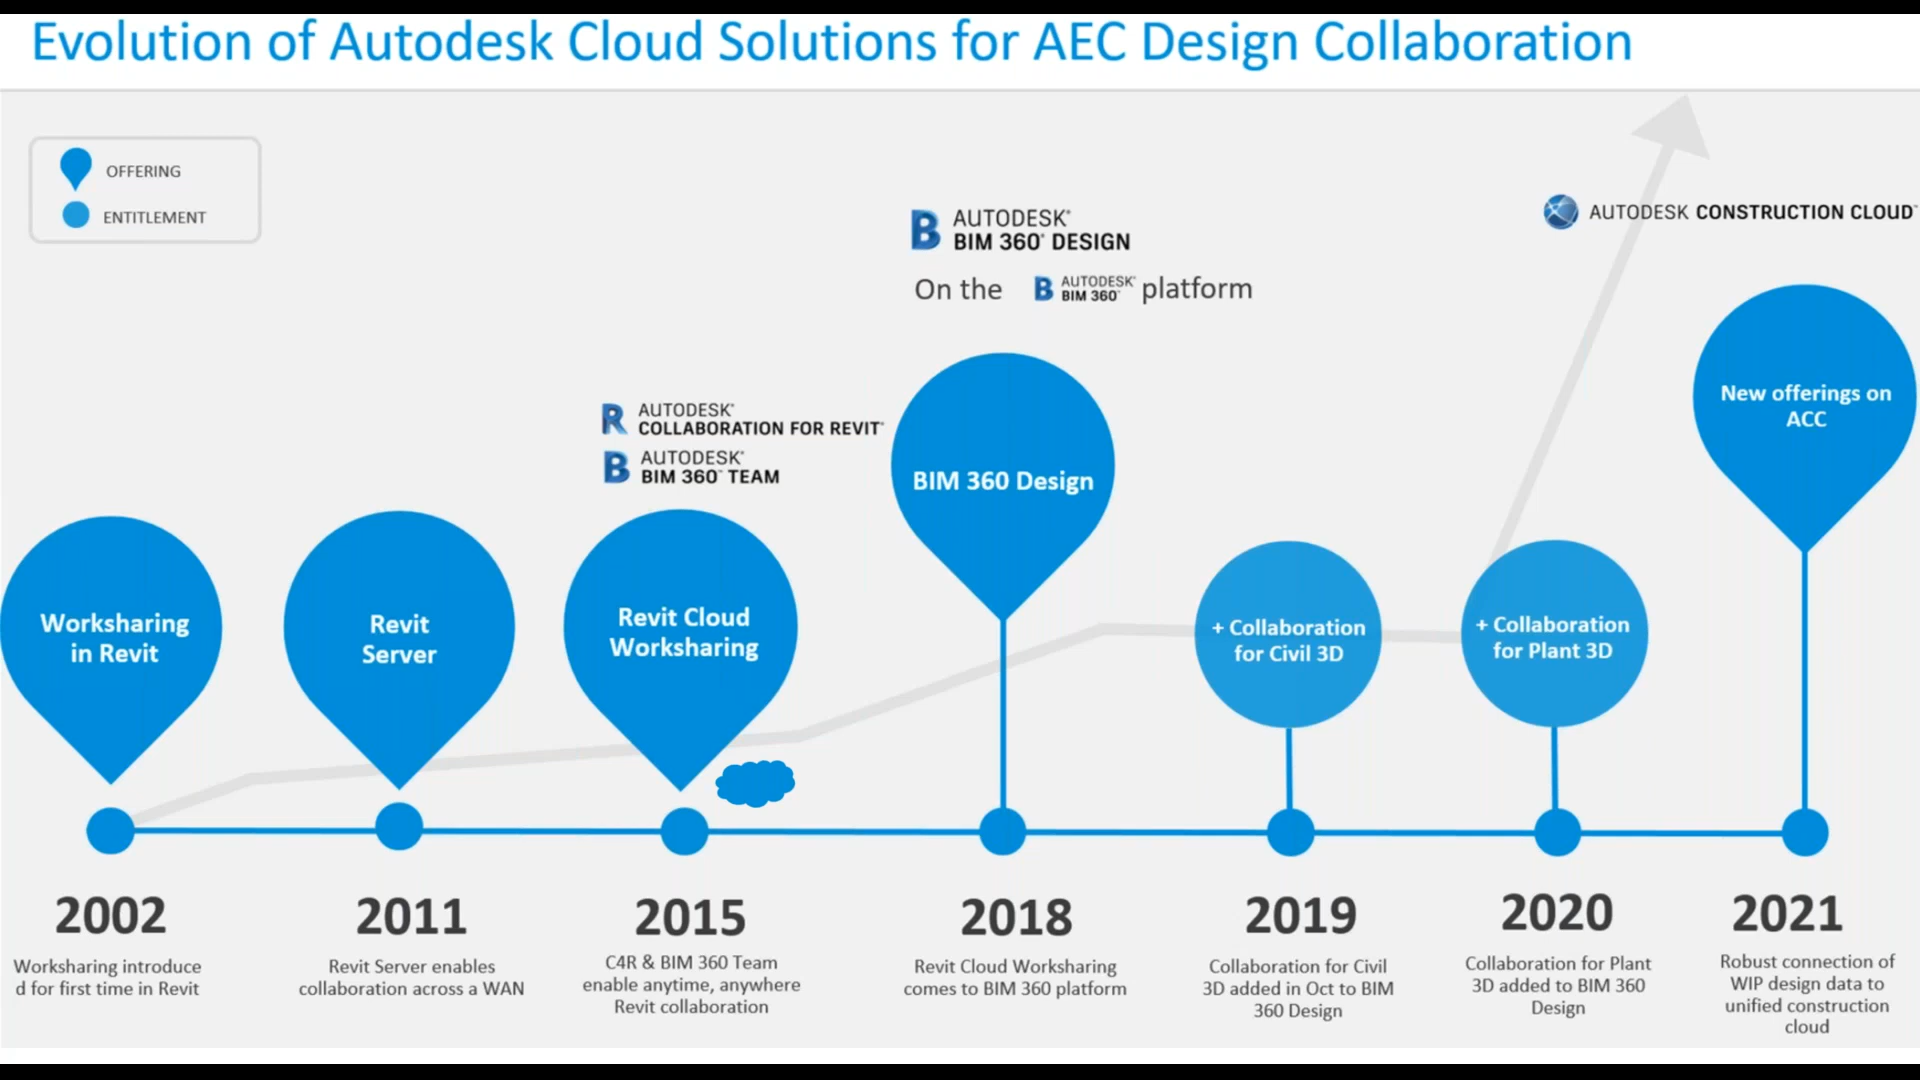 Evolution of Autodesk Cloud Solutions for AEC Design Collaboration
OFFERING
ENTITLEMENT
AUTODESK®
BIM 360® DESIGN
On the
AUTODESK®
BIM 360™
platform
AUTODESK CONSTRUCTION CLOUD™
AUTODESK®
COLLABORATION FOR REVIT®
AUTODESK®
BIM 360™ TEAM
Worksharing
in Revit
Revit
Server
Revit Cloud
Worksharing
BIM 360 Design
+ Collaboration
for Civil 3D
+ Collaboration
for Plant 3D
New offerings on
ACC
2002
Worksharing introduce
d for first time in Revit
2011
Revit Server enables
collaboration across a WAN
2015
C4R & BIM 360 Team
enable anytime, anywhere
Revit collaboration
2018
Revit Cloud Worksharing
comes to BIM 360 platform
2019
Collaboration for Civil
3D added in Oct to BIM
360 Design
2020
Collaboration for Plant
3D added to BIM 360
Design
2021
Robust connection of
WIP design data to
unified construction
cloud